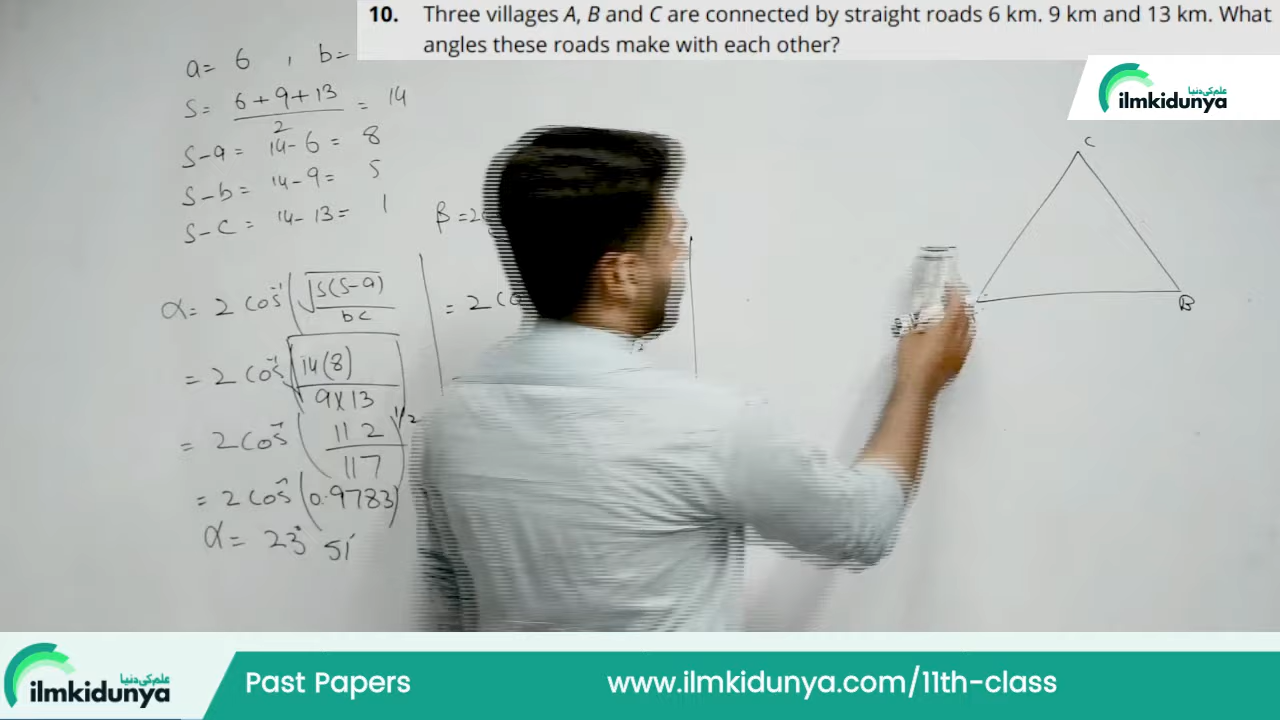 10. Three villages A, B and C are connected by straight roads 6 km. 9 km and 13 km. What
angles these roads make with each other?
علم کی دنیا
ilmkidunya
a= 6 , b=
S= 6+9+13 / 2 = 14
S-a= 14-6= 8
S-b= 14-9= 5
S-c= 14-13= 1
β=2
α= 2 cos⁻¹(√(s(s-a)/bc)
= 2 co
= 2 cos⁻¹ √(14(8)/9x13)
= 2 cos⁻¹ (112/117)^1/2
= 2 cos⁻¹ (0.9783)
α= 23° 51'
C
B
علم کی دنیا
ilmkidunya
Past Papers
www.ilmkidunya.com/11th-class